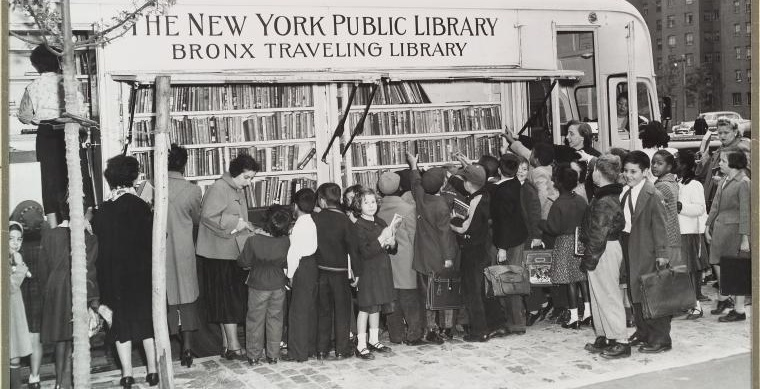 THE NEW YORK PUBLIC LIBRARY
BRONX TRAVELING LIBRARY